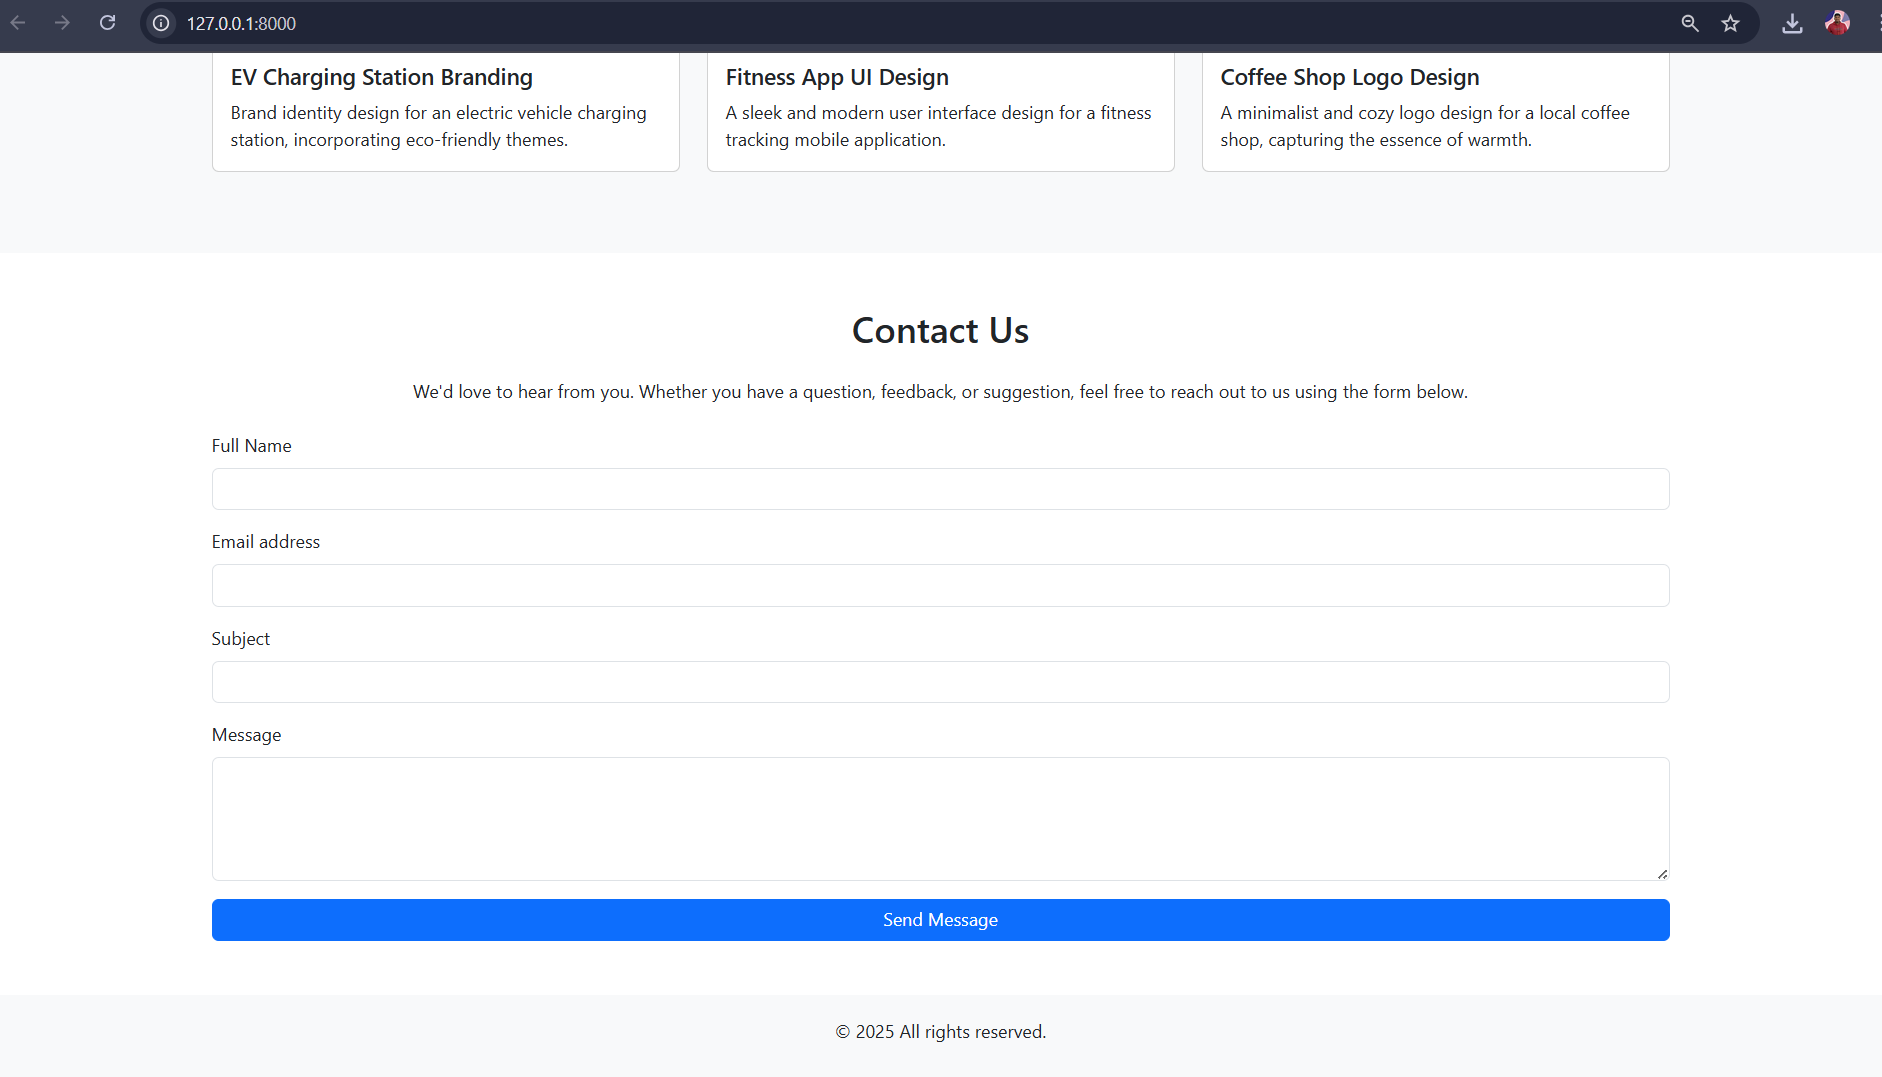 127.0.0.1:8000
EV Charging Station Branding
Brand identity design for an electric vehicle charging
station, incorporating eco-friendly themes.
Fitness App UI Design
A sleek and modern user interface design for a fitness
tracking mobile application.
Coffee Shop Logo Design
A minimalist and cozy logo design for a local coffee
shop, capturing the essence of warmth.
Contact Us
We'd love to hear from you. Whether you have a question, feedback, or suggestion, feel free to reach out to us using the form below.
Full Name
Email address
Subject
Message
Send Message
© 2025 All rights reserved.